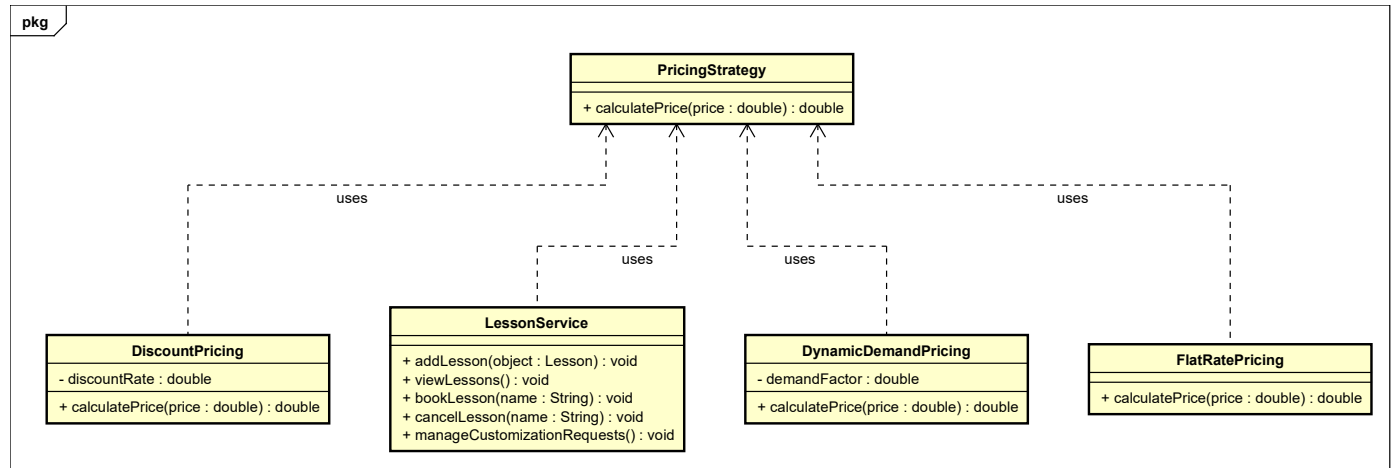 pkg
PricingStrategy
+ calculatePrice(price : double) : double
uses
uses
uses
uses
DiscountPricing
- discountRate : double
+ calculatePrice(price : double) : double
LessonService
+ addLesson(object : Lesson) : void
+ viewLessons() : void
+ bookLesson(name : String) : void
+ cancelLesson(name : String) : void
+ manageCustomizationRequests() : void
DynamicDemandPricing
- demandFactor : double
+ calculatePrice(price : double) : double
FlatRatePricing
+ calculatePrice(price : double) : double